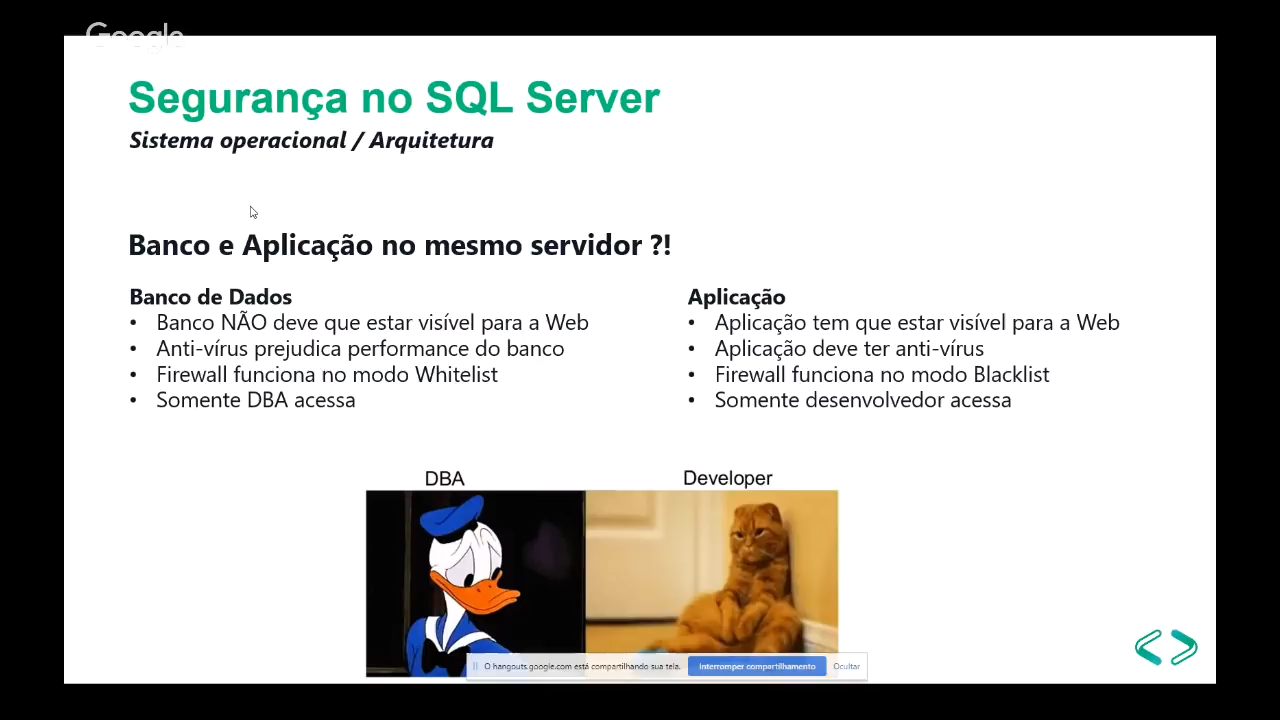 Google
Segurança no SQL Server
Sistema operacional / Arquitetura
Banco e Aplicação no mesmo servidor ?!
Banco de Dados
• Banco NÃO deve que estar visível para a Web
• Anti-vírus prejudica performance do banco
• Firewall funciona no modo Whitelist
• Somente DBA acessa
Aplicação
• Aplicação tem que estar visível para a Web
• Aplicação deve ter anti-vírus
• Firewall funciona no modo Blacklist
• Somente desenvolvedor acessa
DBA
Developer
O hangouts.google.com está compartilhando sua tela.
Interromper compartilhamento
Ocultar